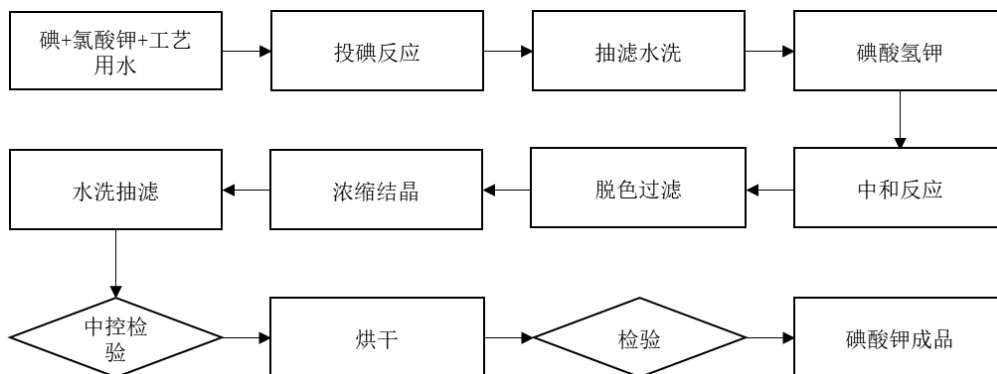 碘+氯酸钾+工艺
用水
投碘反应
抽滤水洗
碘酸氢钾
中和反应
脱色过滤
浓缩结晶
水洗抽滤
中控检
验
烘干
检验
碘酸钾成品